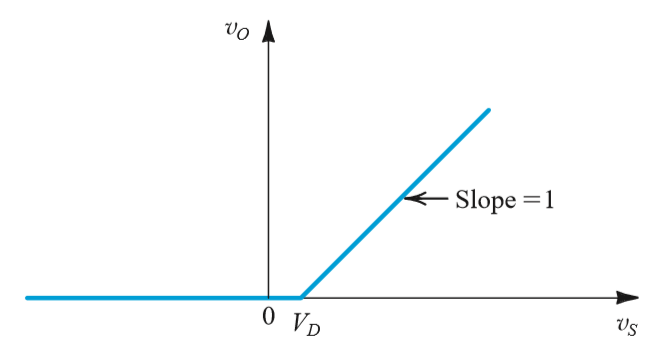 v_O
Slope = 1
0 V_D
v_S